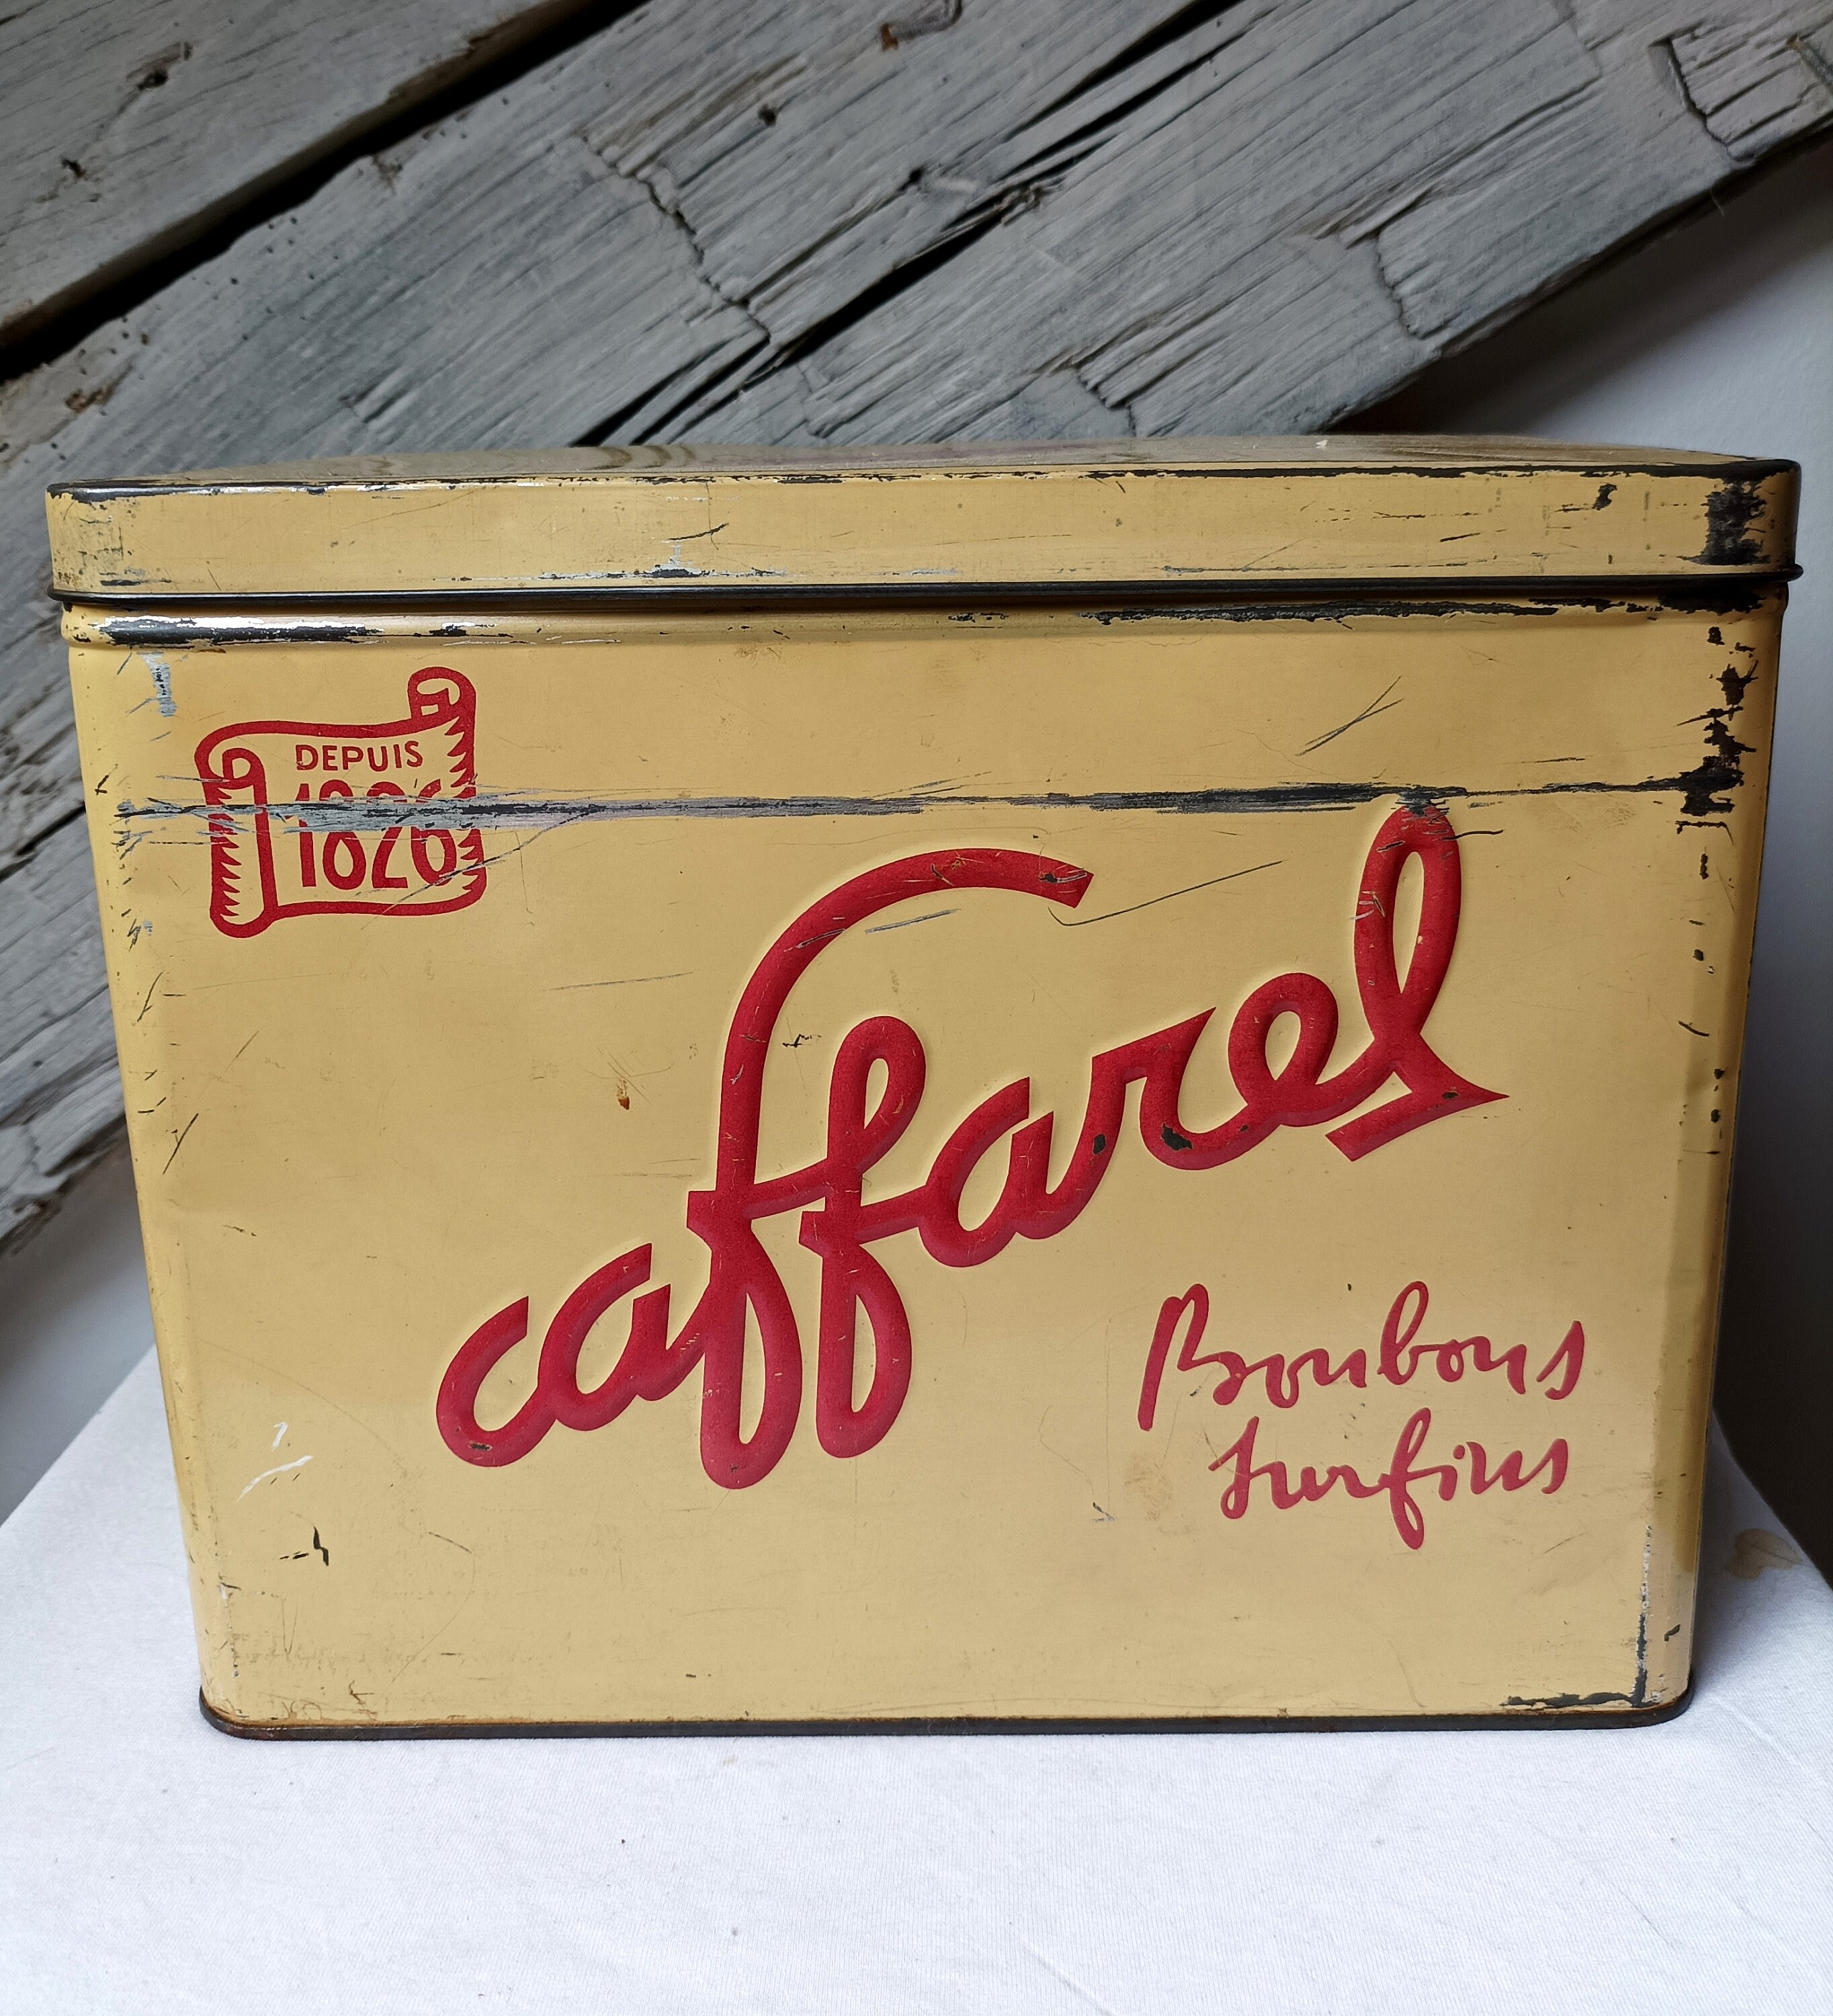 DEPUIS
1826
caffarel
Bonbons
surfins